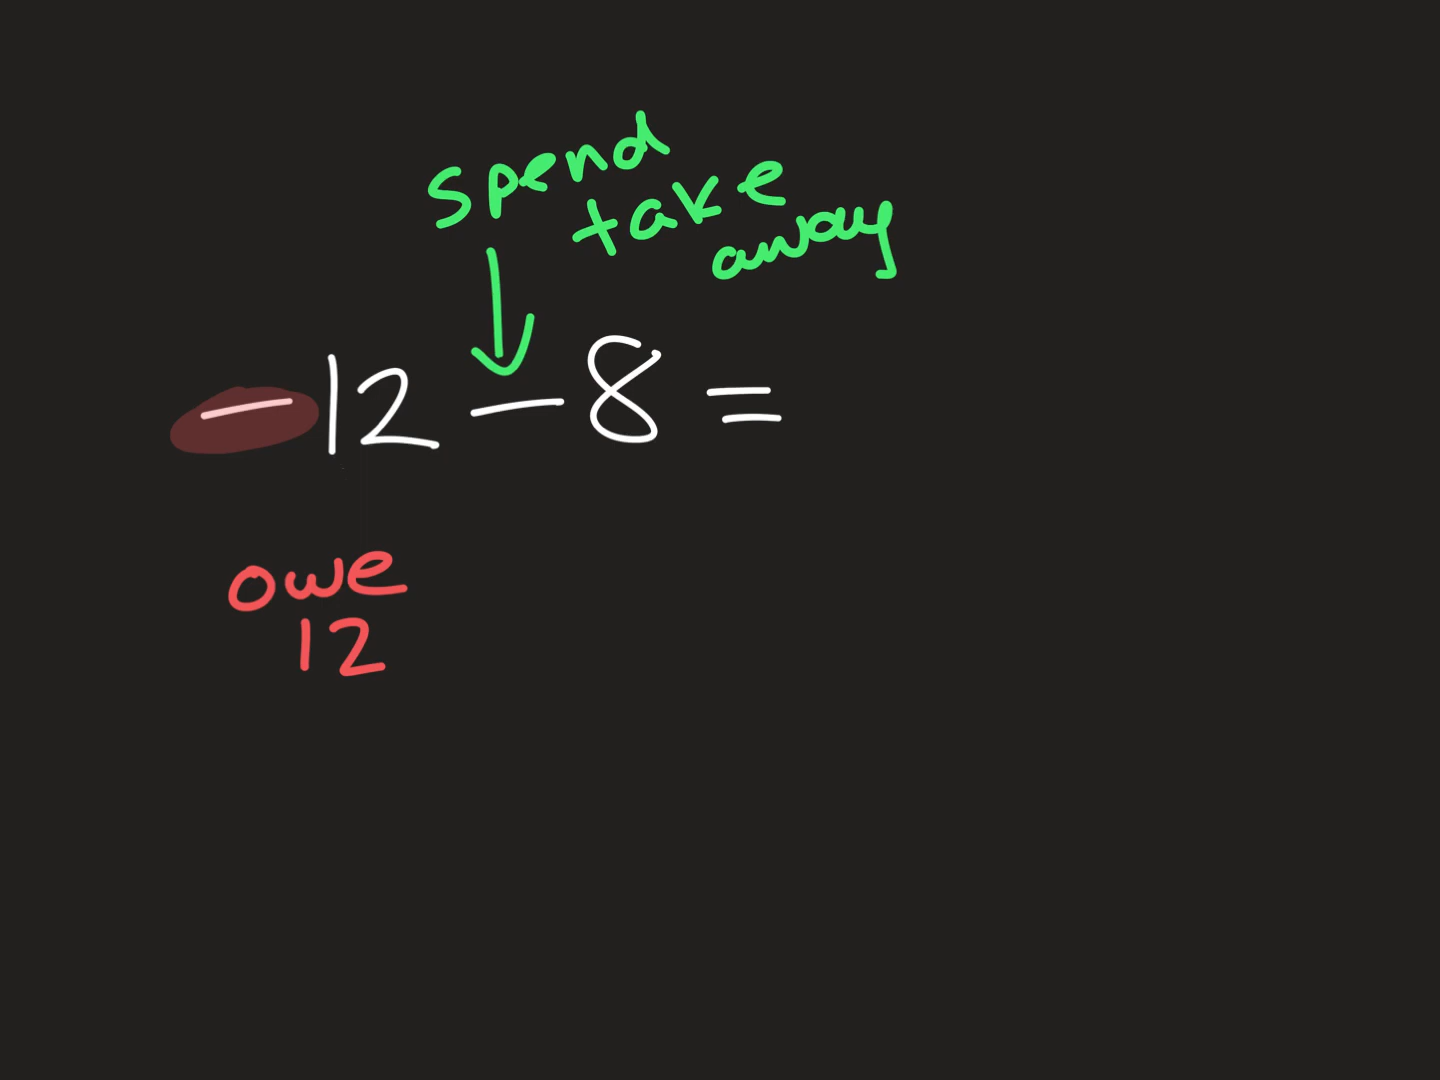 spend
take
away
-12 - 8 =
owe
12